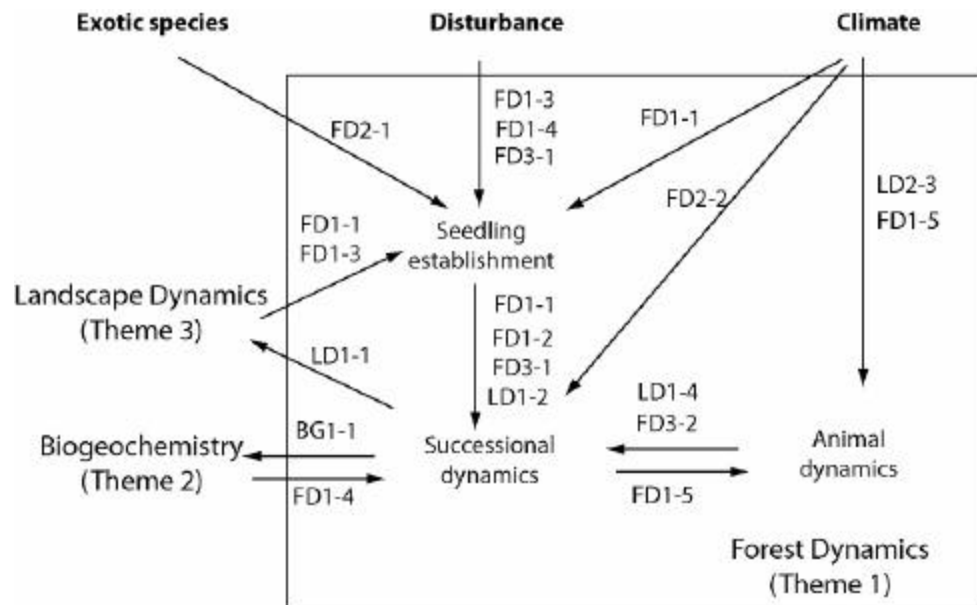 Exotic species
Disturbance
Climate
FD1-3
FD1-4
FD3-1
FD2-1
FD1-1
FD2-2
LD2-3
FD1-5
FD1-1
FD1-3
Seedling
establishment
Landscape Dynamics
(Theme 3)
FD1-1
FD1-2
FD3-1
LD1-2
LD1-1
LD1-4
FD3-2
BG1-1
Biogeochemistry
(Theme 2)
Successional
dynamics
Animal
dynamics
FD1-4
FD1-5
Forest Dynamics
(Theme 1)